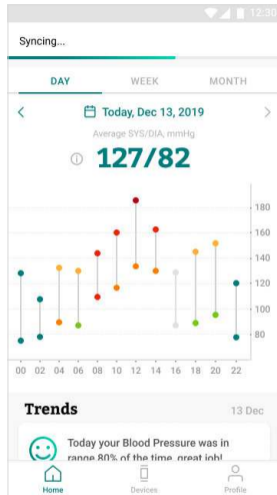 12:30
Syncing...
DAY WEEK MONTH
Today, Dec 13, 2019
Average SYS/DIA, mmHg
127/82
180
160
140
120
100
80
00 02 04 06 08 10 12 14 16 18 20 22
Trends 13 Dec
Today your Blood Pressure was in
range 80% of the time, great job!
Home Devices Profile